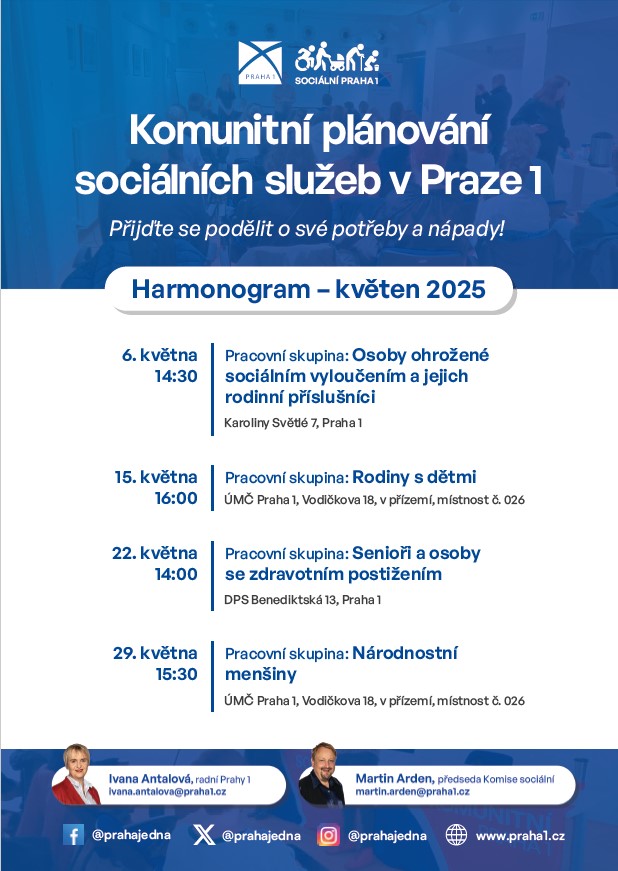 PRAHA 1
SOCIÁLNÍ PRAHA 1
Komunitní plánování
sociálních služeb v Praze 1
Přijďte se podělit o své potřeby a nápady!
Harmonogram – květen 2025
6. května
14:30
Pracovní skupina: Osoby ohrožené
sociálním vyloučením a jejich
rodinní příslušníci
Karoliny Světlé 7, Praha 1
15. května
16:00
Pracovní skupina: Rodiny s dětmi
ÚMČ Praha 1, Vodičkova 18, v přízemí, místnost č. 026
22. května
14:00
Pracovní skupina: Senioři a osoby
se zdravotním postižením
DPS Benediktská 13, Praha 1
29. května
15:30
Pracovní skupina: Národnostní
menšiny
ÚMČ Praha 1, Vodičkova 18, v přízemí, místnost č. 026
Ivana Antalová, radní Prahy 1
ivana.antalova@praha1.cz
Martin Arden, předseda Komise sociální
martin.arden@praha1.cz
@prahajedna
@prahajedna
@prahajedna
www.praha1.cz